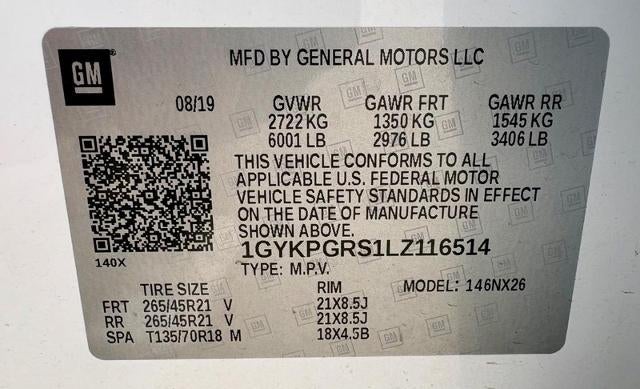 GM
MFD BY GENERAL MOTORS LLC
08/19 GVWR GAWR FRT GAWR RR
2722 KG 1350 KG 1545 KG
6001 LB 2976 LB 3406 LB
THIS VEHICLE CONFORMS TO ALL
APPLICABLE U.S. FEDERAL MOTOR
VEHICLE SAFETY STANDARDS IN EFFECT
ON THE DATE OF MANUFACTURE
SHOWN ABOVE.
1GYKPGRS1LZ116514
140X
TYPE: M.P.V.
MODEL: 146NX26
TIRE SIZE RIM
FRT 265/45R21 V 21X8.5J
RR 265/45R21 V 21X8.5J
SPA T135/70R18 M 18X4.5B